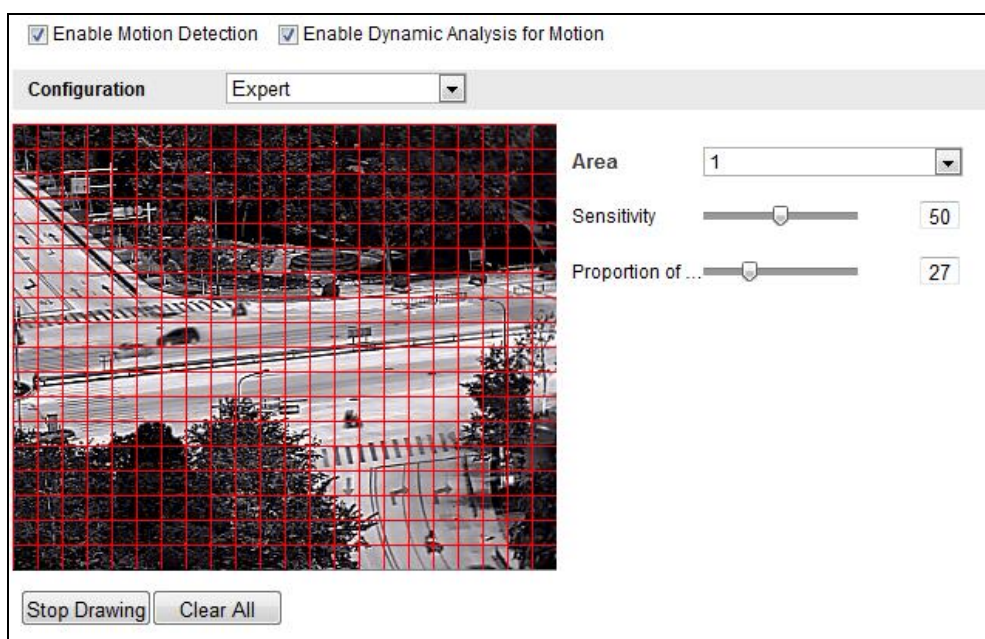 Enable Motion Detection Enable Dynamic Analysis for Motion
Configuration Expert
Area 1
Sensitivity 50
Proportion of ... 27
Stop Drawing Clear All